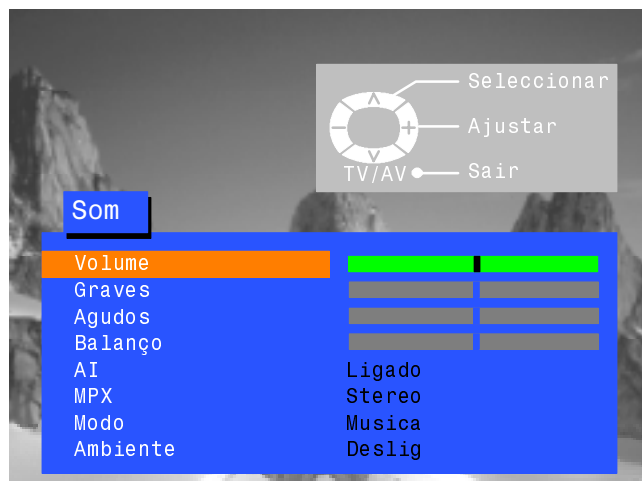 Seleccionar
Ajustar
TV/AV Sair
Som
Volume
Graves
Agudos
Balanço
AI Ligado
MPX Stereo
Modo Musica
Ambiente Deslig